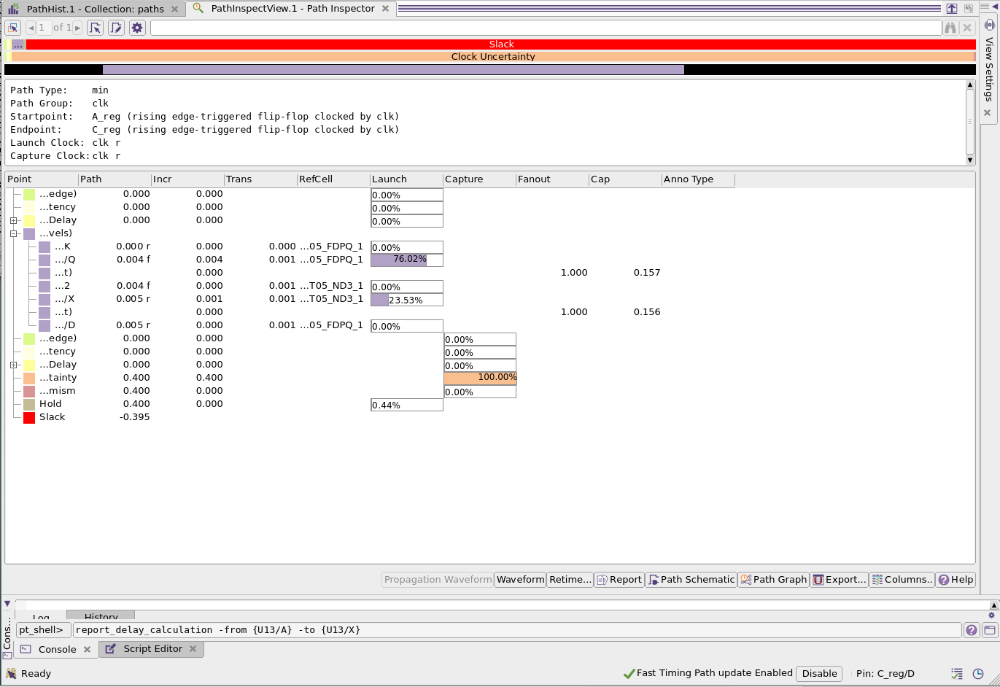 PathHist.1 - Collection: paths PathInspectView.1 - Path Inspector
1 of 1
... Slack
Clock Uncertainty
Path Type: min
Path Group: clk
Startpoint: A_reg (rising edge-triggered flip-flop clocked by clk)
Endpoint: C_reg (rising edge-triggered flip-flop clocked by clk)
Launch Clock: clk r
Capture Clock: clk r
Point Path Incr Trans RefCell Launch Capture Fanout Cap Anno Type
...edge) 0.000 0.000 0.00%
...tency 0.000 0.000 0.00%
...Delay 0.000 0.000 0.00%
...vels)
...K 0.000 r 0.000 0.000 ...05_FDPQ_1 0.00%
.../Q 0.004 f 0.004 0.001 ...05_FDPQ_1 76.02%
...t) 0.000 1.000 0.157
...2 0.004 f 0.000 0.001 ...T05_ND3_1 0.00%
.../X 0.005 r 0.001 0.001 ...T05_ND3_1 23.53%
...t) 0.000 1.000 0.156
.../D 0.005 r 0.000 0.001 ...05_FDPQ_1 0.00%
...edge) 0.000 0.000 0.00%
...tency 0.000 0.000 0.00%
...Delay 0.000 0.000 0.00%
...tainty 0.400 0.400 100.00%
...mism 0.400 0.000 0.00%
Hold 0.400 0.000 0.44%
Slack -0.395
Propagation Waveform Waveform Retime... Report Path Schematic Path Graph Export... Columns.. Help
View Settings
Log History
Cons...
pt_shell> report_delay_calculation -from {U13/A} -to {U13/X}
Console Script Editor
Ready Fast Timing Path update Enabled Disable Pin: C_reg/D